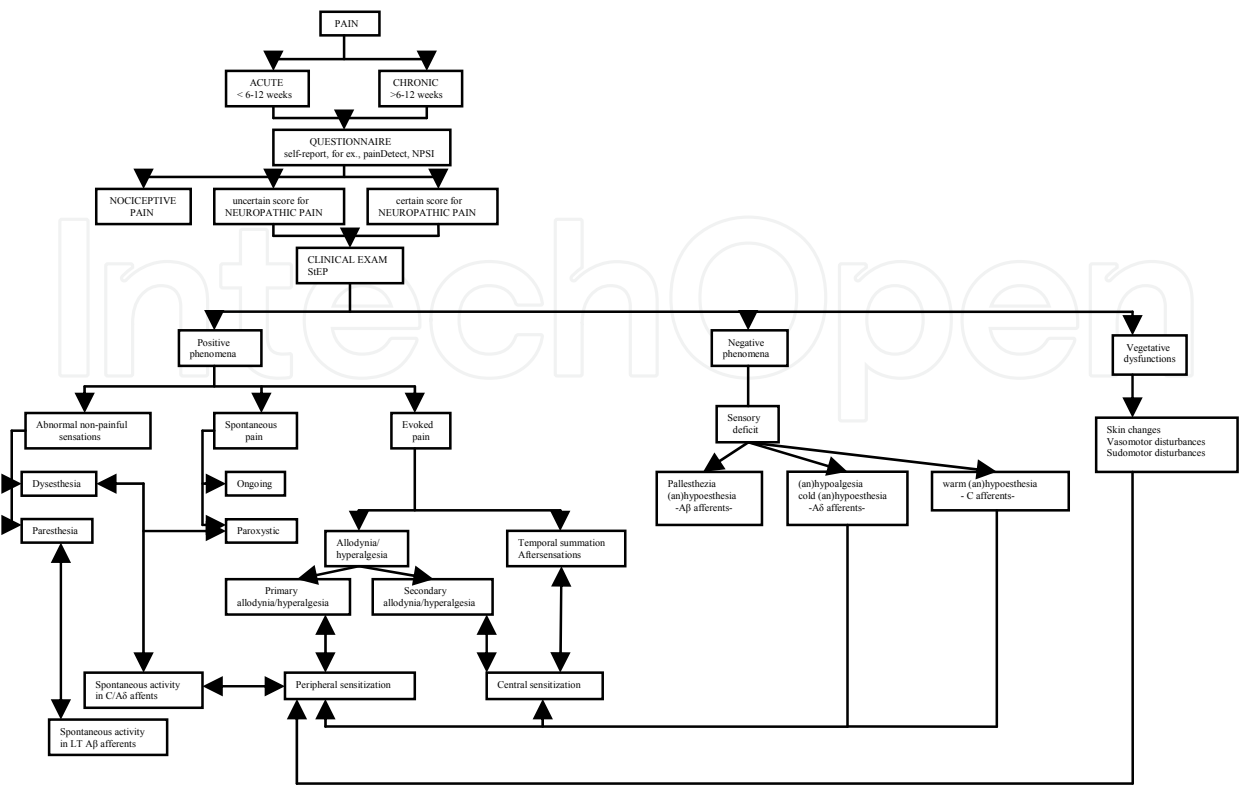 PAIN
ACUTE
< 6-12 weeks
CHRONIC
>6-12 weeks
QUESTIONNAIRE
self-report, for ex., painDetect, NPSI
NOCICEPTIVE
PAIN
uncertain score for
NEUROPATHIC PAIN
certain score for
NEUROPATHIC PAIN
CLINICAL EXAM
StEP
IntechOpen
Positive
phenomena
Negative
phenomena
Vegetative
dysfunctions
Abnormal non-painful
sensations
Spontaneous
pain
Evoked
pain
Sensory
deficit
Skin changes
Vasomotor disturbances
Sudomotor disturbances
Dysesthesia
Ongoing
Pallesthezia
(an)hypoesthesia
-Aβ afferents-
(an)hypoalgesia
cold (an)hypoesthesia
-Aδ afferents-
warm (an)hypoesthesia
- C afferents-
Paresthesia
Paroxystic
Allodynia/
hyperalgesia
Temporal summation
Aftersensations
Primary
allodynia/hyperalgesia
Secondary
allodynia/hyperalgesia
Spontaneous activity
in C/Aδ affents
Peripheral sensitization
Central sensitization
Spontaneous activity
in LT Aβ afferents